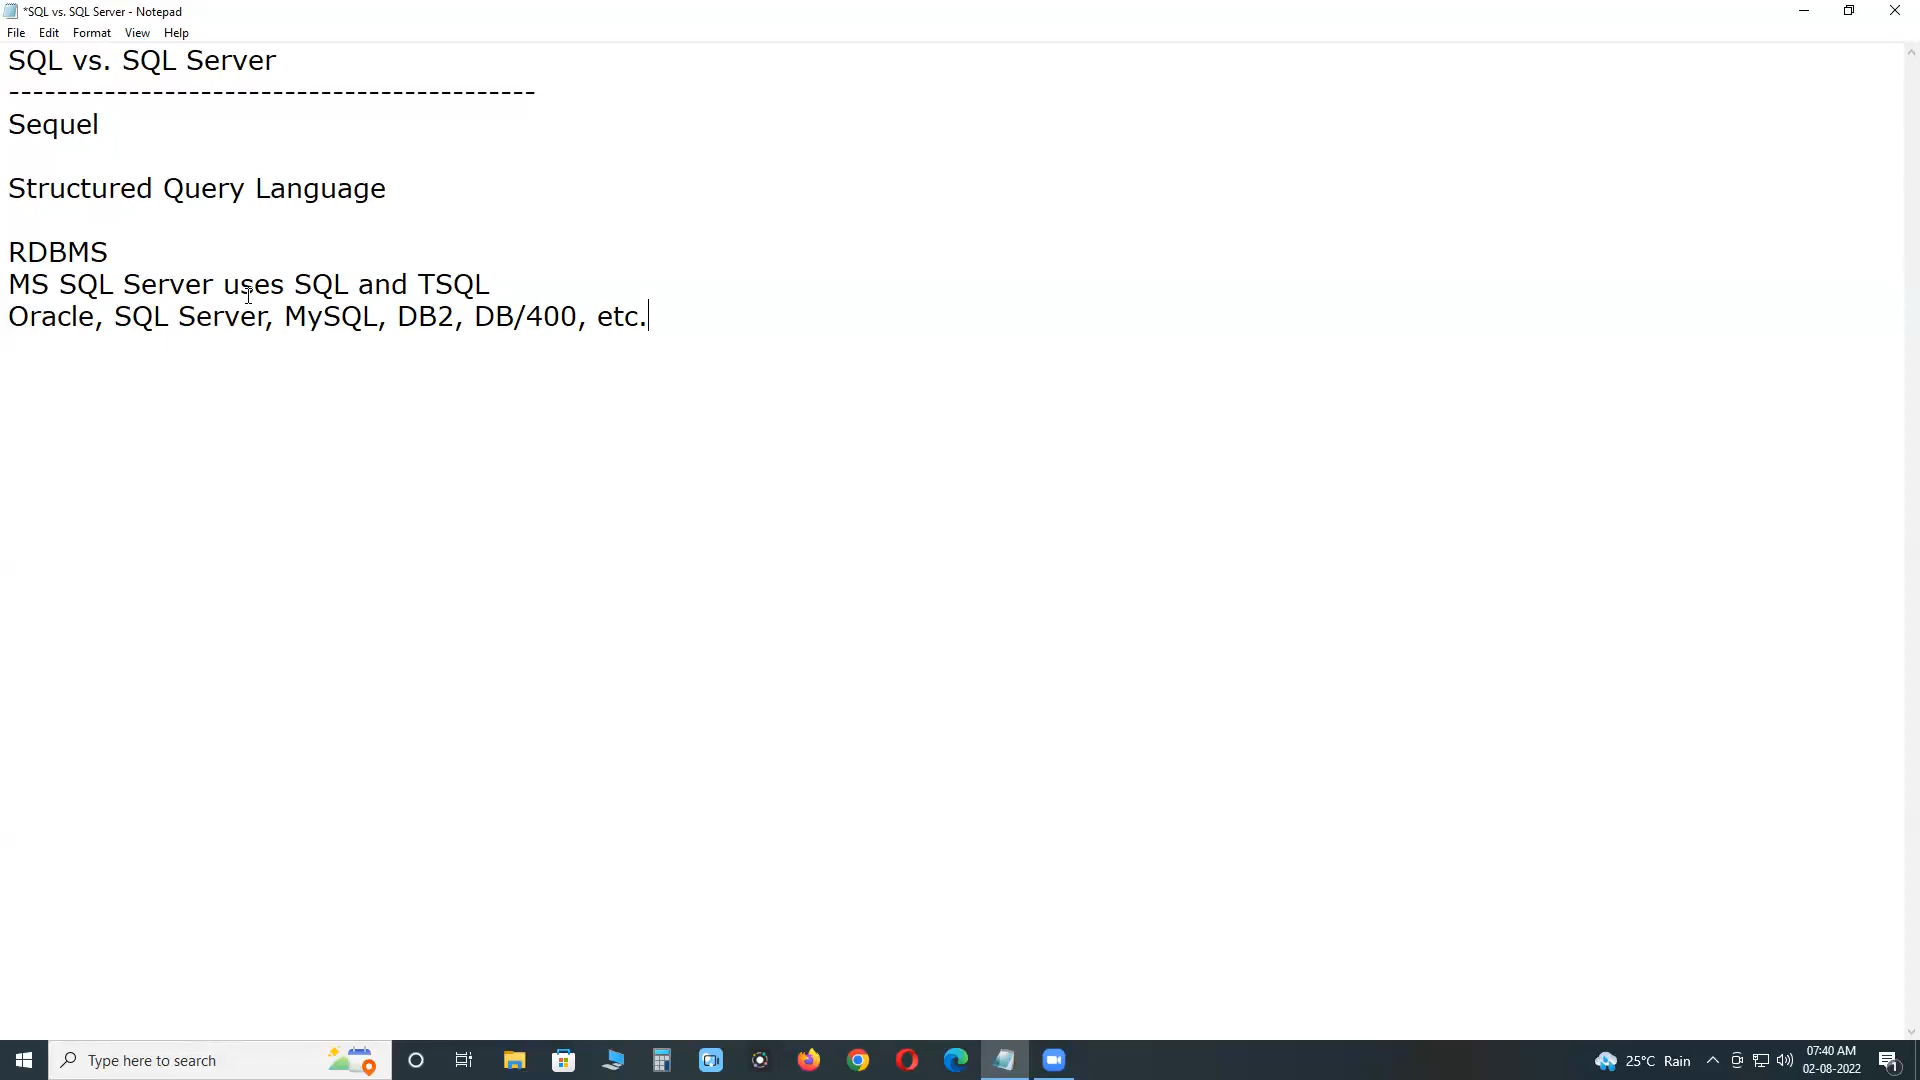 *SQL vs. SQL Server - Notepad
File Edit Format View Help
SQL vs. SQL Server
--------------------------------------------
Sequel
Structured Query Language
RDBMS
MS SQL Server uses SQL and TSQL
Oracle, SQL Server, MySQL, DB2, DB/400, etc.
Type here to search
25°C Rain
07:40 AM
02-08-2022
1